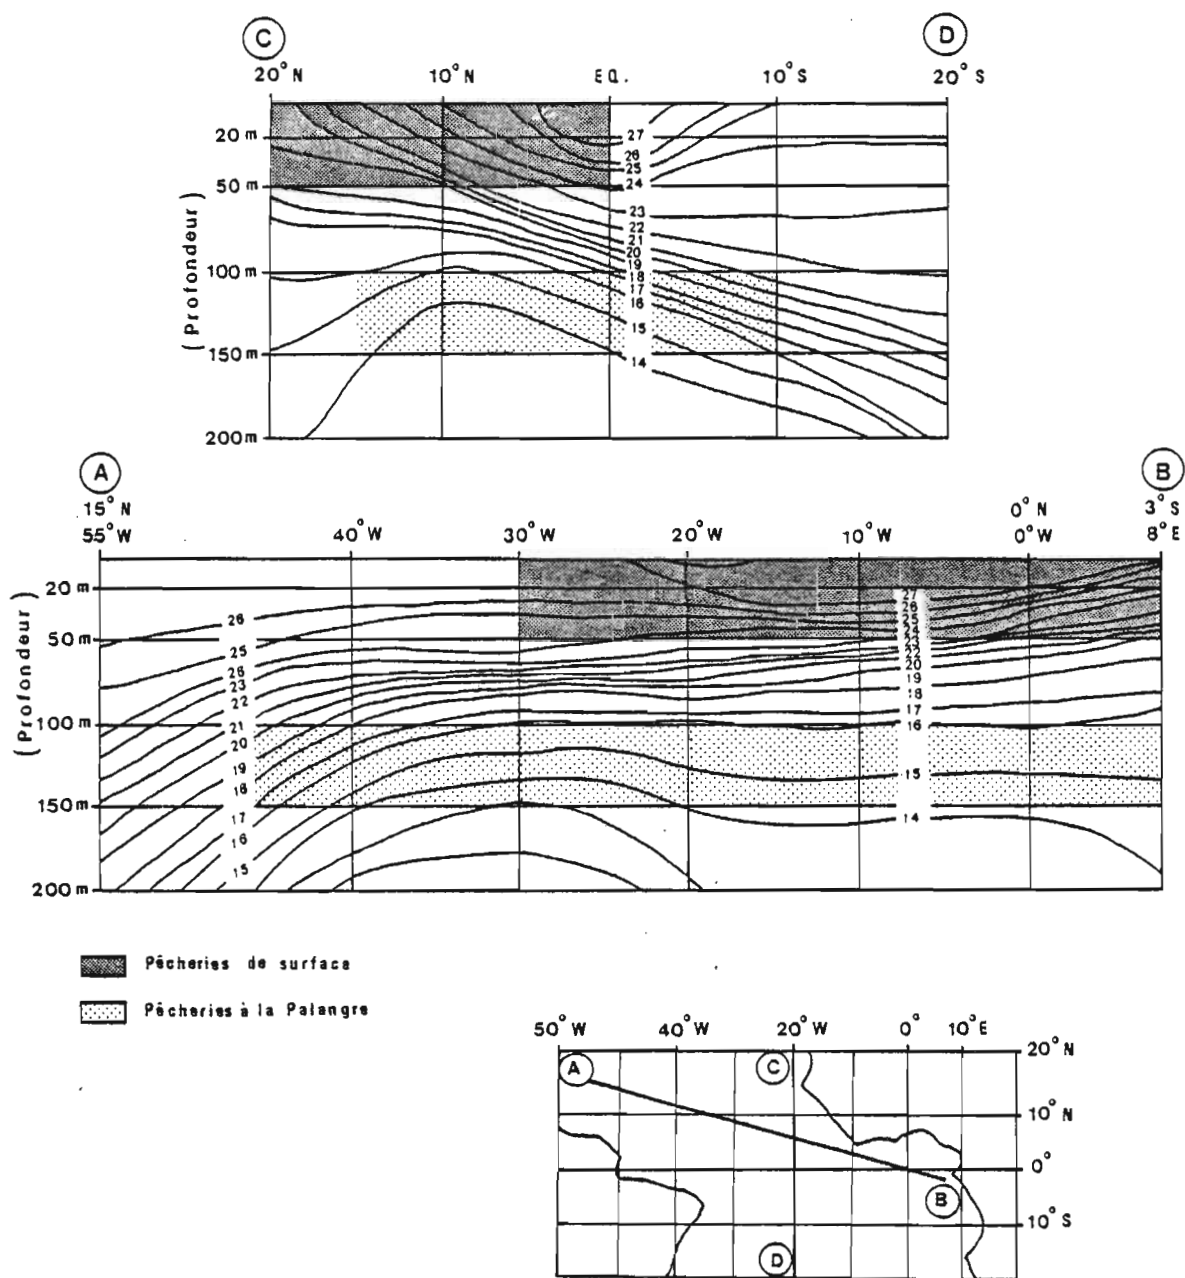 C D
20°N 10°N EQ. 10°S 20°S
20 m
50 m
100 m
150 m
200 m
(Profondeur)
27
26
25
24
23
22
21
20
19
18
17
16
15
14
A B
15°N 0°N 3°S
55°W 40°W 30°W 20°W 10°W 0°W 8°E
20 m
50 m
100 m
150 m
200 m
(Profondeur)
26
25
26
23
22
21
20
19
18
17
16
15
27
26
25
24
23
22
20
19
18
17
16
15
14
Pêcheries de surface
Pêcheries à la Palangre
50°W 40°W 20°W 0° 10°E
20°N
10°N
0°
10°S
A
C
B
D